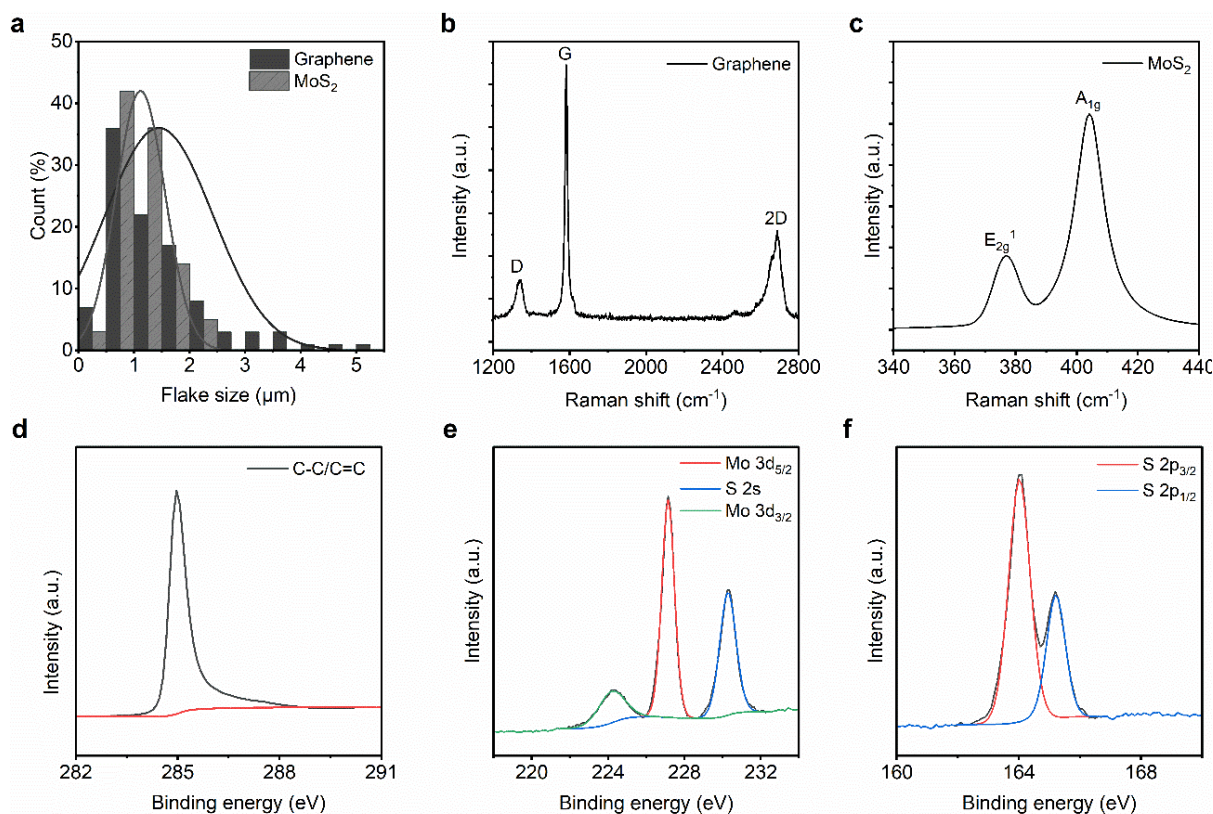 a
50
40
30
20
10
0
Count (%)
Graphene
MoS2
0 1 2 3 4 5
Flake size (µm)
b
G
D
2D
Graphene
Intensity (a.u.)
1200 1600 2000 2400 2800
Raman shift (cm-1)
c
MoS2
A1g
E2g1
Intensity (a.u.)
340 360 380 400 420 440
Raman shift (cm-1)
d
C-C/C=C
Intensity (a.u.)
282 285 288 291
Binding energy (eV)
e
Mo 3d5/2
S 2s
Mo 3d3/2
Intensity (a.u.)
220 224 228 232
Binding energy (eV)
f
S 2p3/2
S 2p1/2
Intensity (a.u.)
160 164 168
Binding energy (eV)